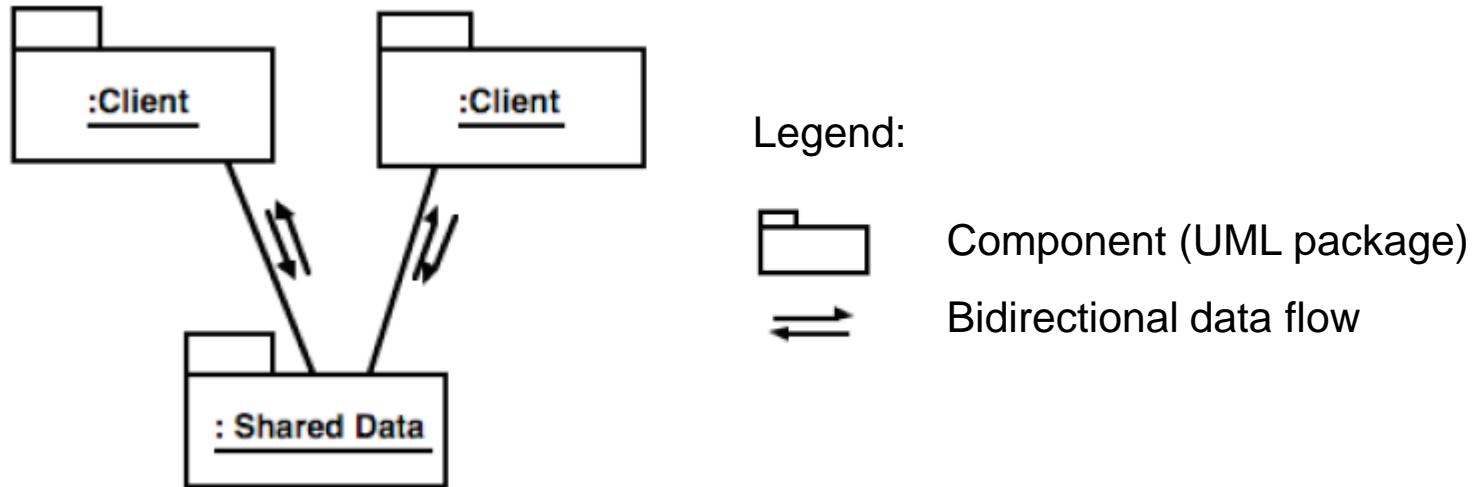 :Client
:Client
Legend:
Component (UML package)
Bidirectional data flow
: Shared Data